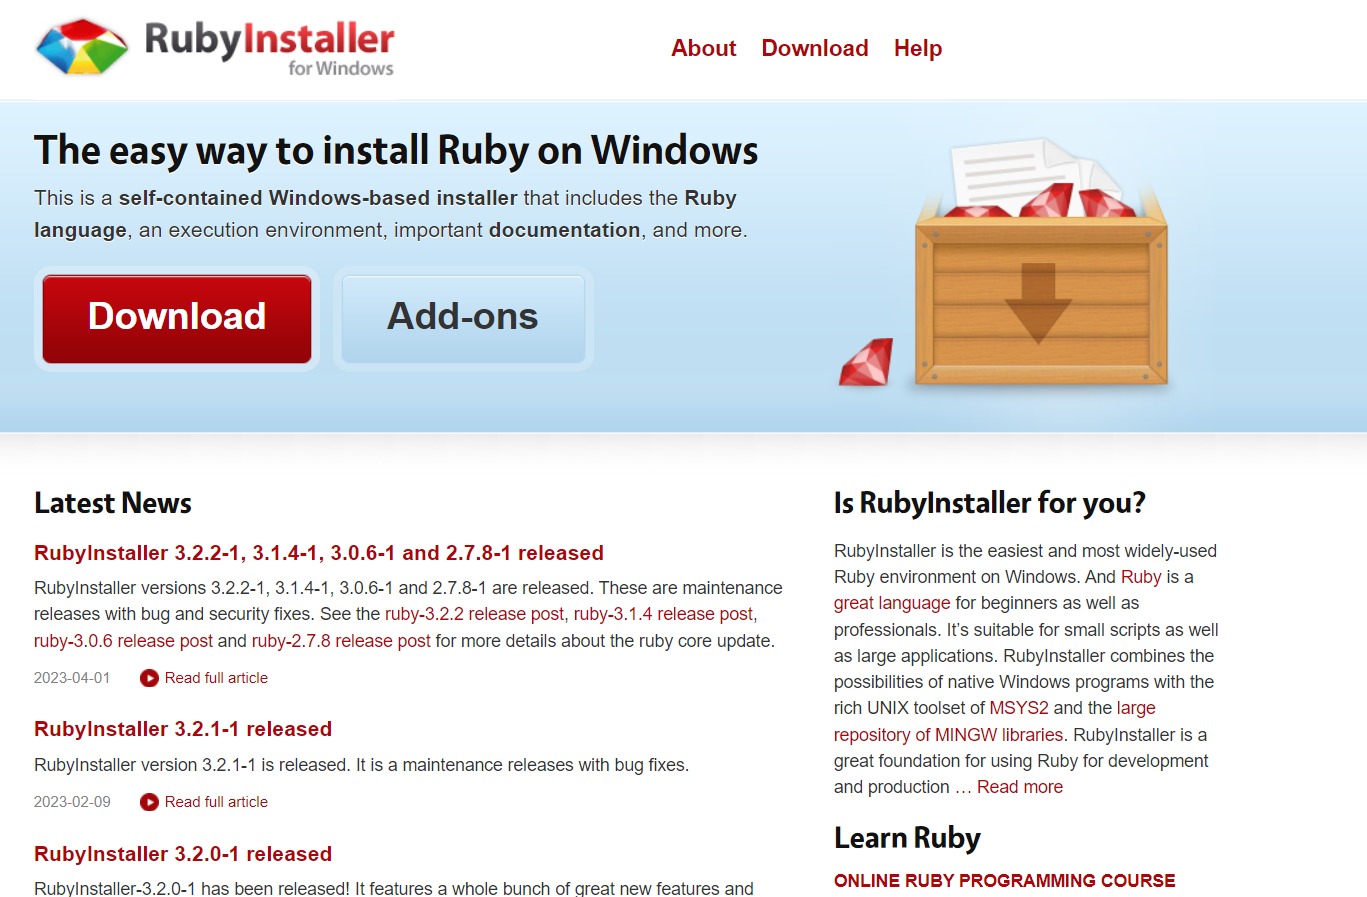 RubyInstaller
for Windows
About Download Help
The easy way to install Ruby on Windows
This is a self-contained Windows-based installer that includes the Ruby
language, an execution environment, important documentation, and more.
Download Add-ons
Latest News
RubyInstaller 3.2.2-1, 3.1.4-1, 3.0.6-1 and 2.7.8-1 released
RubyInstaller versions 3.2.2-1, 3.1.4-1, 3.0.6-1 and 2.7.8-1 are released. These are maintenance
releases with bug and security fixes. See the ruby-3.2.2 release post, ruby-3.1.4 release post,
ruby-3.0.6 release post and ruby-2.7.8 release post for more details about the ruby core update.
2023-04-01 Read full article
RubyInstaller 3.2.1-1 released
RubyInstaller version 3.2.1-1 is released. It is a maintenance releases with bug fixes.
2023-02-09 Read full article
RubyInstaller 3.2.0-1 released
RubyInstaller-3.2.0-1 has been released! It features a whole bunch of great new features and
Is RubyInstaller for you?
RubyInstaller is the easiest and most widely-used
Ruby environment on Windows. And Ruby is a
great language for beginners as well as
professionals. It’s suitable for small scripts as well
as large applications. RubyInstaller combines the
possibilities of native Windows programs with the
rich UNIX toolset of MSYS2 and the large
repository of MINGW libraries. RubyInstaller is a
great foundation for using Ruby for development
and production … Read more
Learn Ruby
ONLINE RUBY PROGRAMMING COURSE